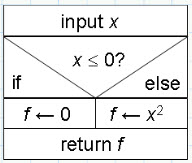 input x
x ≤ 0?
if else
f ← 0 f ← x²
return f